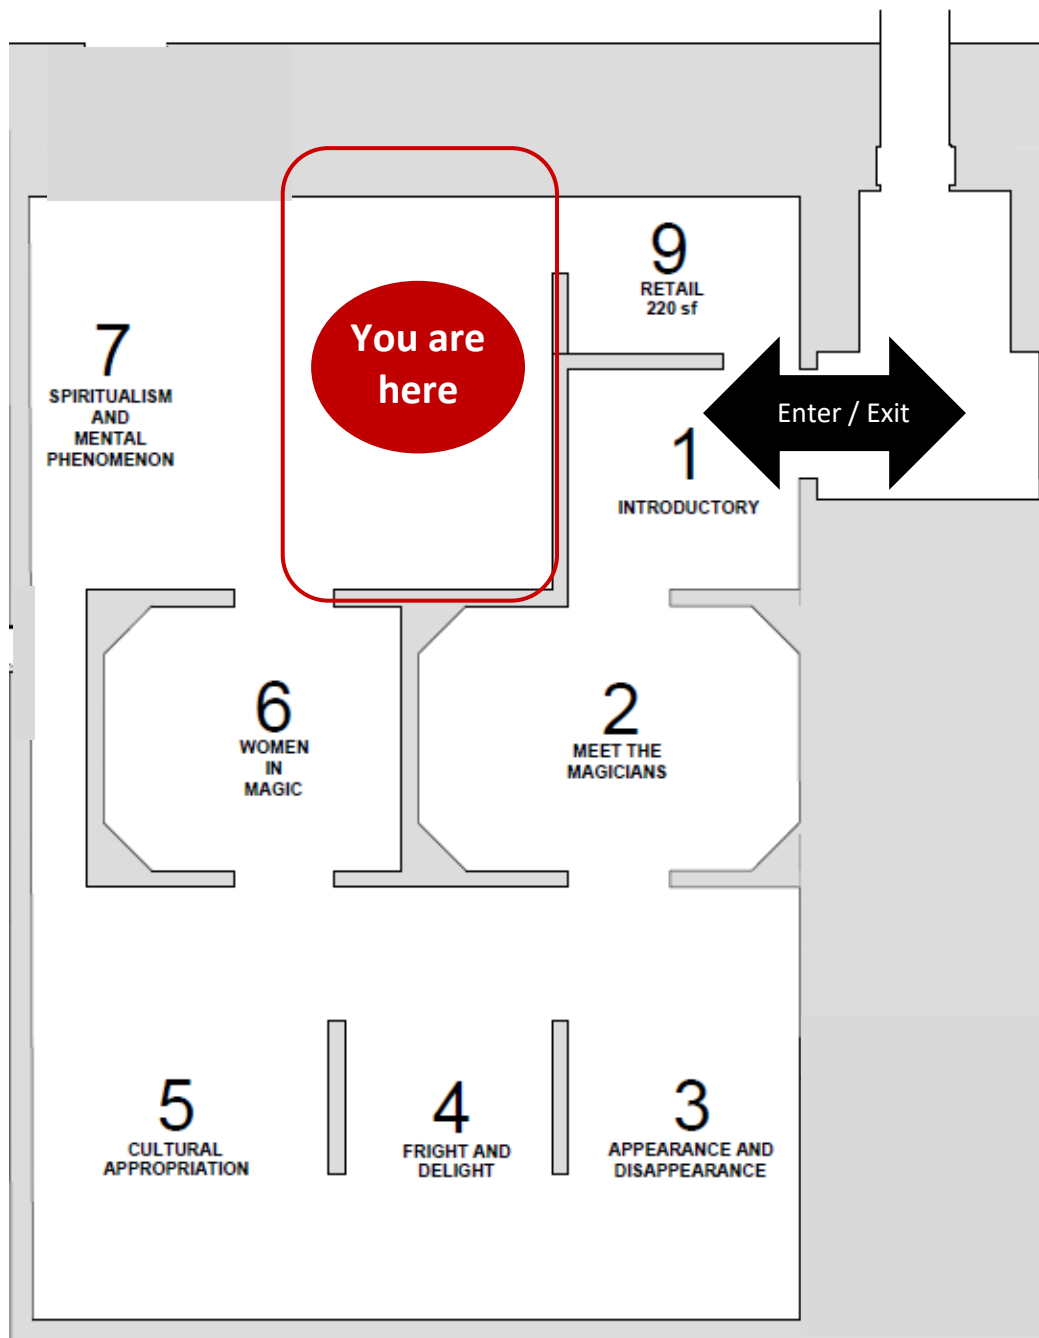 9
RETAIL
220 sf
You are
here
7
SPIRITUALISM
AND
MENTAL
PHENOMENON
Enter / Exit
1
INTRODUCTORY
6
WOMEN
IN
MAGIC
2
MEET THE
MAGICIANS
5
CULTURAL
APPROPRIATION
4
FRIGHT AND
DELIGHT
3
APPEARANCE AND
DISAPPEARANCE